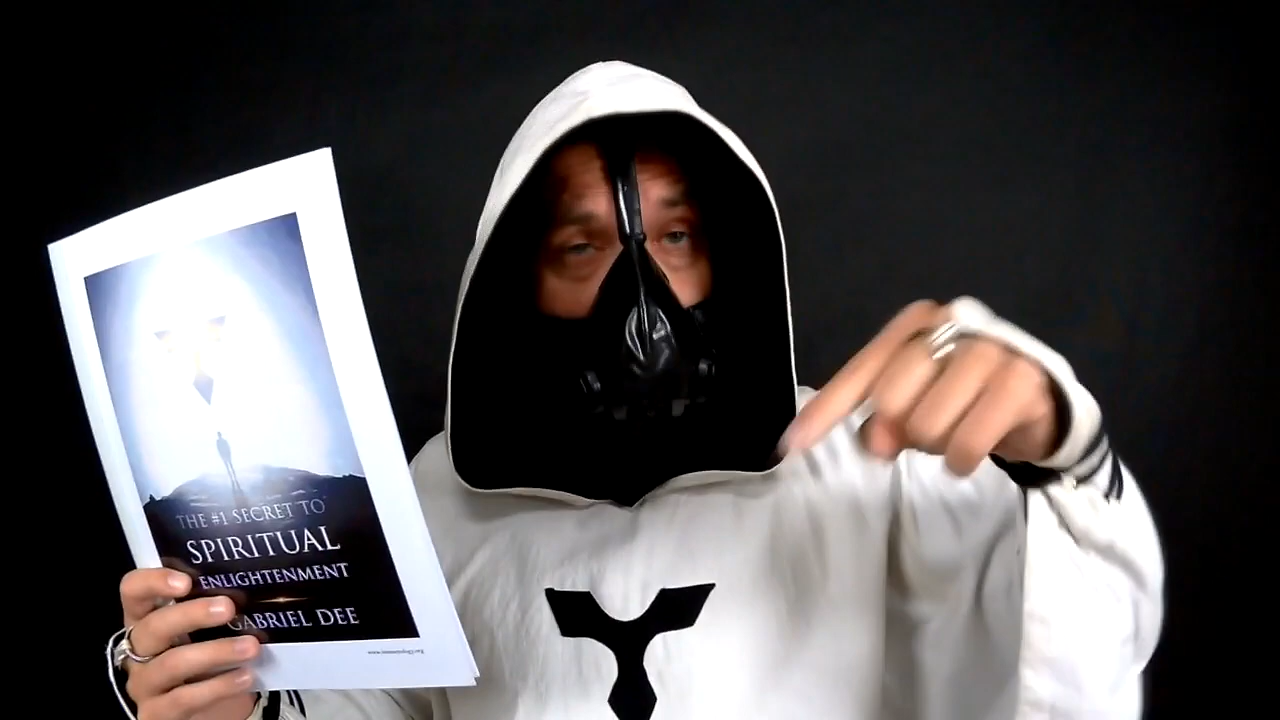 THE #1 SECRET TO
SPIRITUAL
ENLIGHTENMENT
GABRIEL DEE